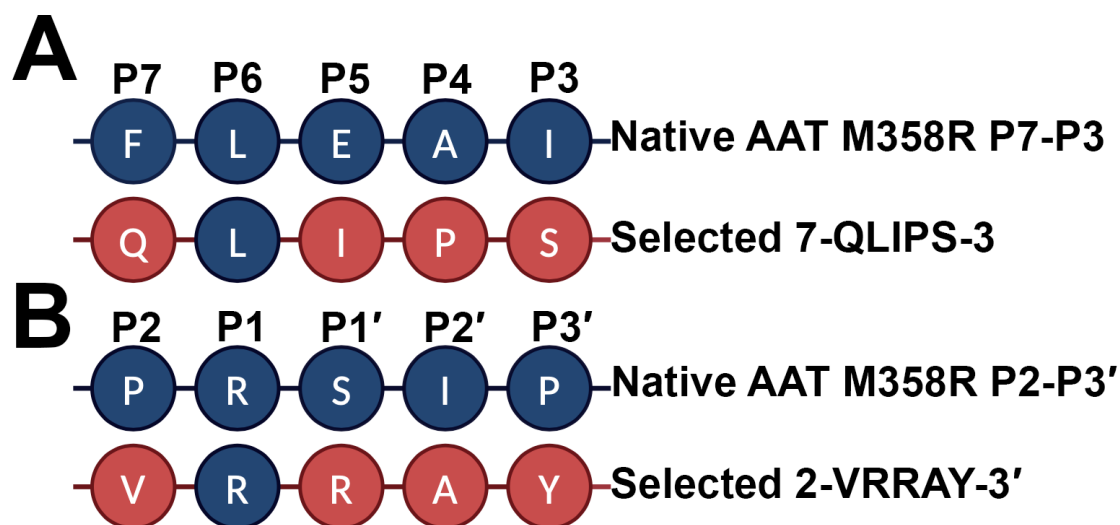 A
P7 P6 P5 P4 P3
F L E A I Native AAT M358R P7-P3
Q L I P S Selected 7-QLIPS-3
B
P2 P1 P1′ P2′ P3′
P R S I P Native AAT M358R P2-P3′
V R R A Y Selected 2-VRRAY-3′